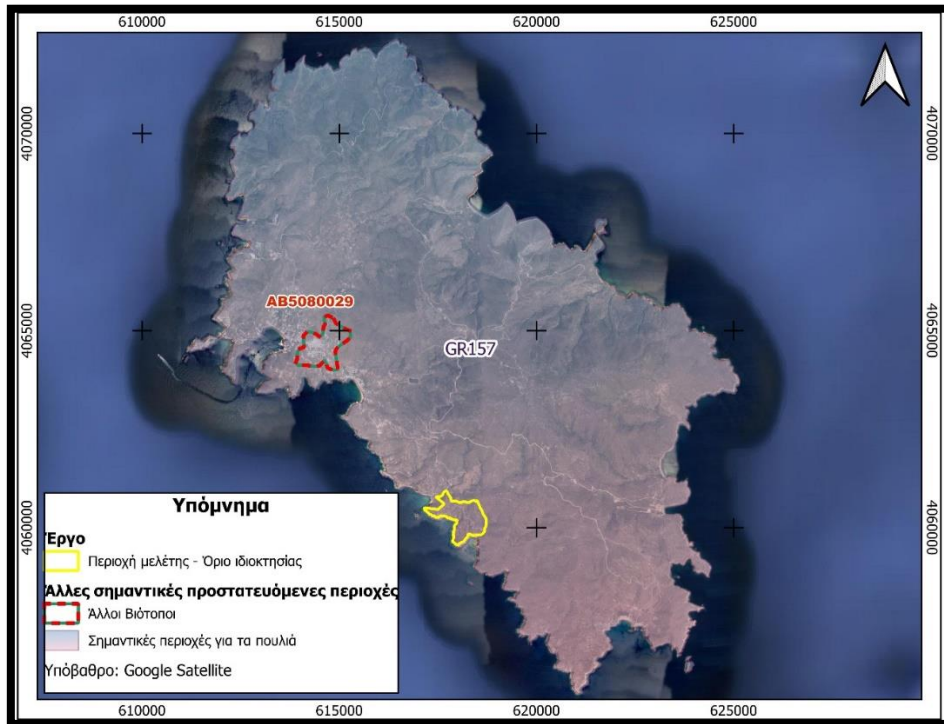 610000 615000 620000 625000
4070000 4070000
AB5080029
4065000 4065000
GR157
4060000 4060000
Υπόμνημα
Έργο
Περιοχή μελέτης - Όριο ιδιοκτησίας
Άλλες σημαντικές προστατευόμενες περιοχές
Άλλοι Βιότοποι
Σημαντικές περιοχές για τα πουλιά
Υπόβαθρο: Google Satellite
610000 615000 620000 625000